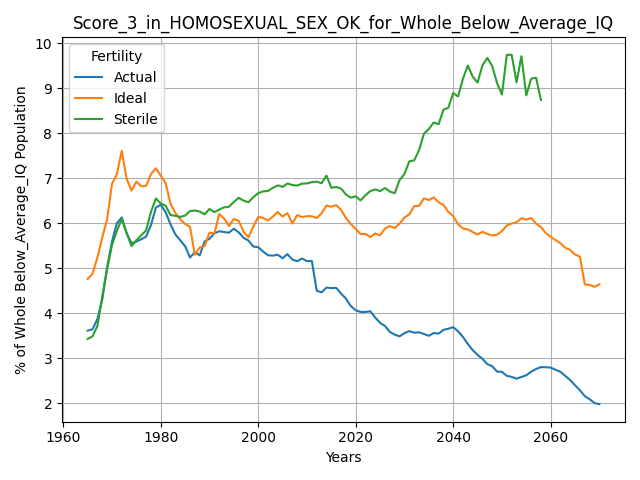 Score_3_in_HOMOSEXUAL_SEX_OK_for_Whole_Below_Average_IQ
Fertility
Actual
Ideal
Sterile
% of Whole Below_Average_IQ Population
10
9
8
7
6
5
4
3
2
1960
1980
2000
2020
2040
2060
Years